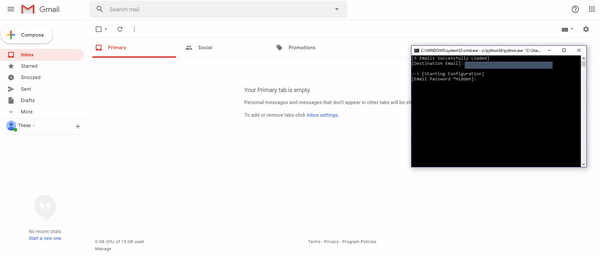 Gmail
Search mail
Compose
Inbox
Starred
Snoozed
Sent
Drafts
More
These
Primary
Social
Promotions
Your Primary tab is empty.
Personal messages and messages that don't appear in other tabs will be
To add or remove tabs click inbox settings.
C:\WINDOWS\system32\cmd.exe - c:/python36/python.exe
[5 Emails Successfully Loaded]
[Destination Email]:
--> [Starting Configuration]
[Email Password *Hidden]:
No recent chats
Start a new one
0 GB (0%) of 15 GB used
Manage
Terms · Privacy · Program Policies